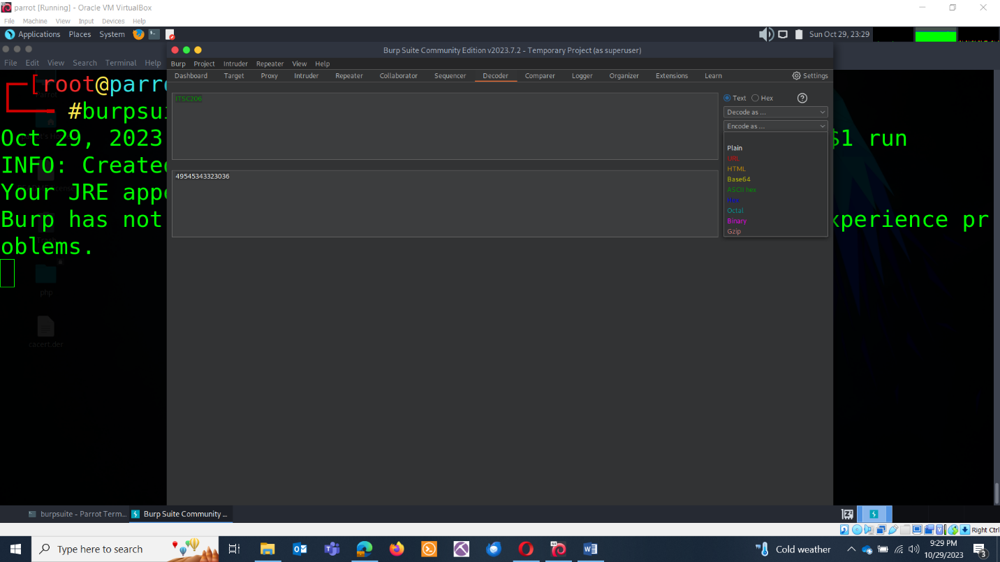 parrot [Running] - Oracle VM VirtualBox
File Machine View Input Devices Help
Applications Places System
Sun Oct 29, 23:29
Burp Suite Community Edition v2023.7.2 - Temporary Project (as superuser)
File Edit View Search Terminal Help
Burp Project Intruder Repeater View Help
Dashboard Target Proxy Intruder Repeater Collaborator Sequencer Decoder Comparer Logger Organizer Extensions Learn Settings
[root@parr
#burpsu
Oct 29, 2023
$1 run
INFO: Created
Your JRE appe
Burp has not
xperience pr
oblems.
ITSC206
49545343323036
Text Hex ?
Decode as ...
Encode as ...
Plain
URL
HTML
Base64
ASCII hex
Hex
Octal
Binary
Gzip
php
cacert.der
burpsuite - Parrot Term...
Burp Suite Community ...
Right Ctrl
Type here to search
Cold weather
9:29 PM
10/29/2023
3